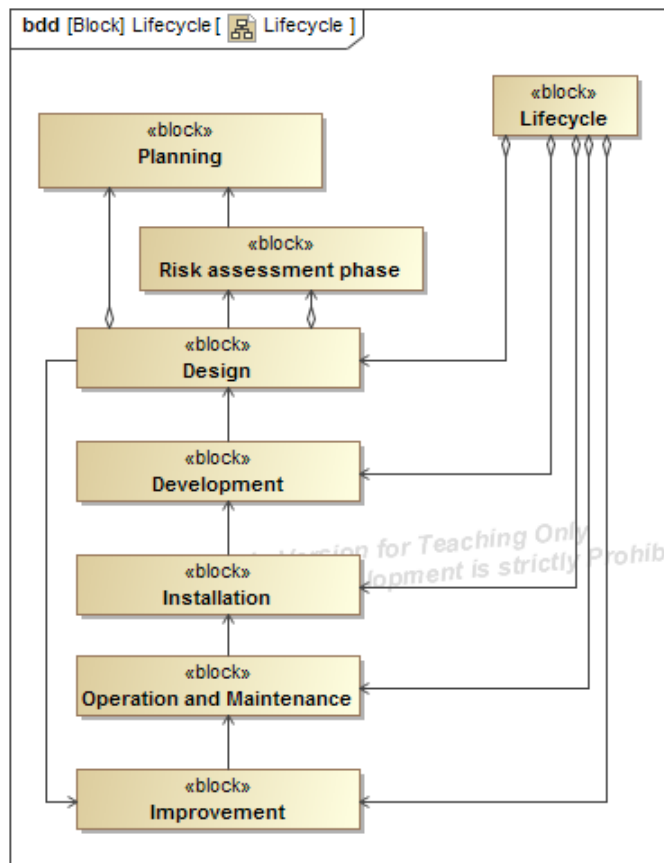 bdd [Block] Lifecycle [ Lifecycle ]
«block»
Lifecycle
«block»
Planning
«block»
Risk assessment phase
«block»
Design
«block»
Development
Version for Teaching Only
opment is strictly Prohib
«block»
Installation
«block»
Operation and Maintenance
«block»
Improvement